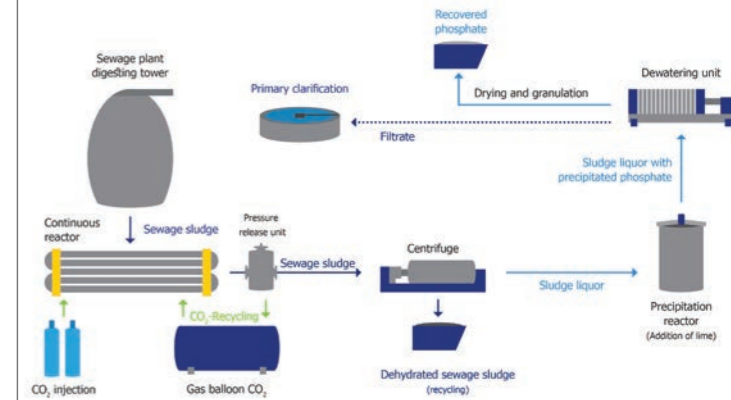 Recovered
phosphate
Sewage plant
digesting tower
Dewatering unit
Primary clarification
Drying and granulation
Filtrate
Sludge liquor with
precipitated phosphate
Continuous
reactor
Sewage sludge
Pressure
release unit
Sewage sludge
Centrifuge
Sludge liquor
Precipitation
reactor
(Addition of lime)
CO₂-Recycling
CO₂ injection
Gas balloon CO₂
Dehydrated sewage sludge
(recycling)